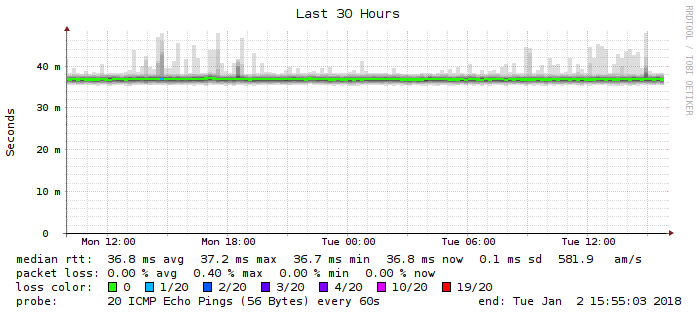 Last 30 Hours
RRDTOOL / TOBI OETIKER
Seconds
40 m
30 m
20 m
10 m
0
Mon 12:00 Mon 18:00 Tue 00:00 Tue 06:00 Tue 12:00
median rtt: 36.8 ms avg 37.2 ms max 36.7 ms min 36.8 ms now 0.1 ms sd 581.9 am/s
packet loss: 0.00 % avg 0.40 % max 0.00 % min 0.00 % now
loss color: 0 1/20 2/20 3/20 4/20 10/20 19/20
probe: 20 ICMP Echo Pings (56 Bytes) every 60s end: Tue Jan 2 15:55:03 2018